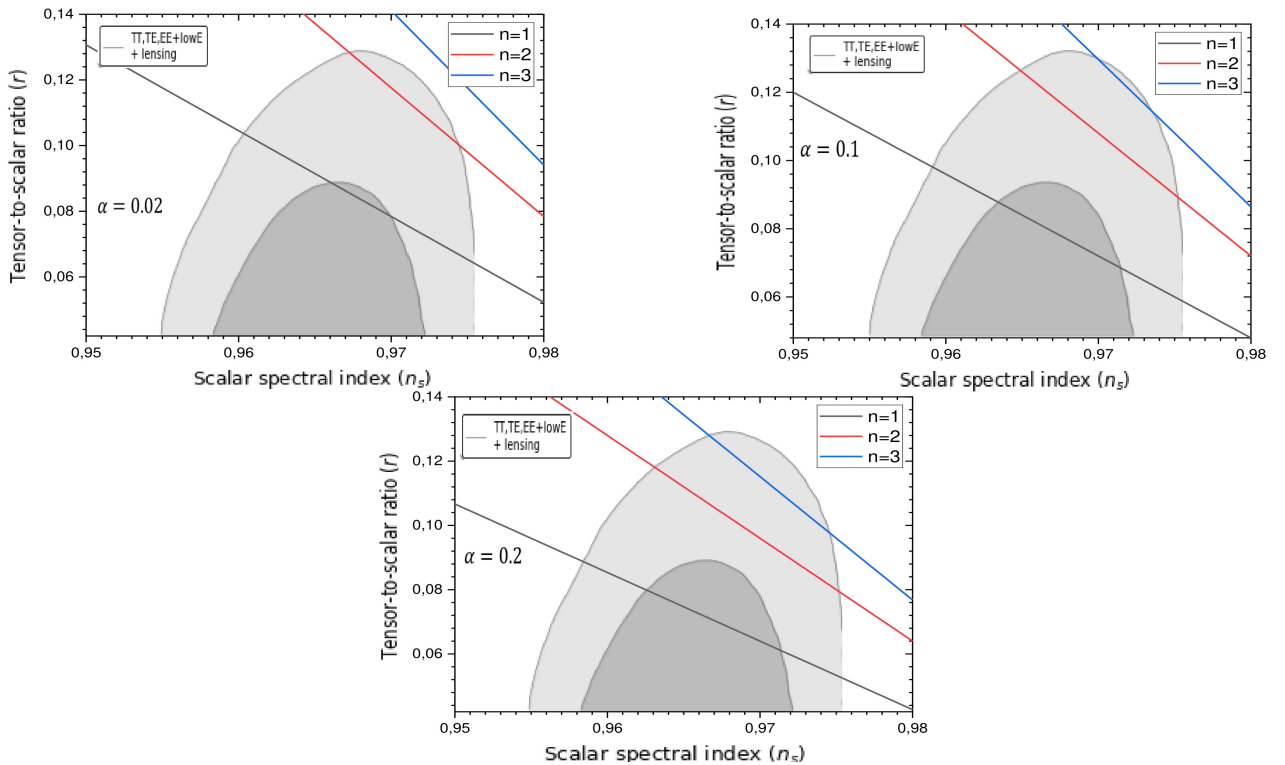 Tensor-to-scalar ratio (r)
0,14
0,12
0,10
0,08
0,06
TT,TE,EE+lowE
+ lensing
n=1
n=2
n=3
α = 0.02
0,95
0,96
0,97
0,98
Scalar spectral index (nₛ)
Tensor-to-scalar ratio (r)
0,14
0,12
0,10
0,08
0,06
TT,TE,EE+lowE
+ lensing
n=1
n=2
n=3
α = 0.1
0,95
0,96
0,97
0,98
Scalar spectral index (nₛ)
Tensor-to-scalar ratio (r)
0,14
0,12
0,10
0,08
0,06
TT,TE,EE+lowE
+ lensing
n=1
n=2
n=3
α = 0.2
0,95
0,96
0,97
0,98
Scalar spectral index (nₛ)